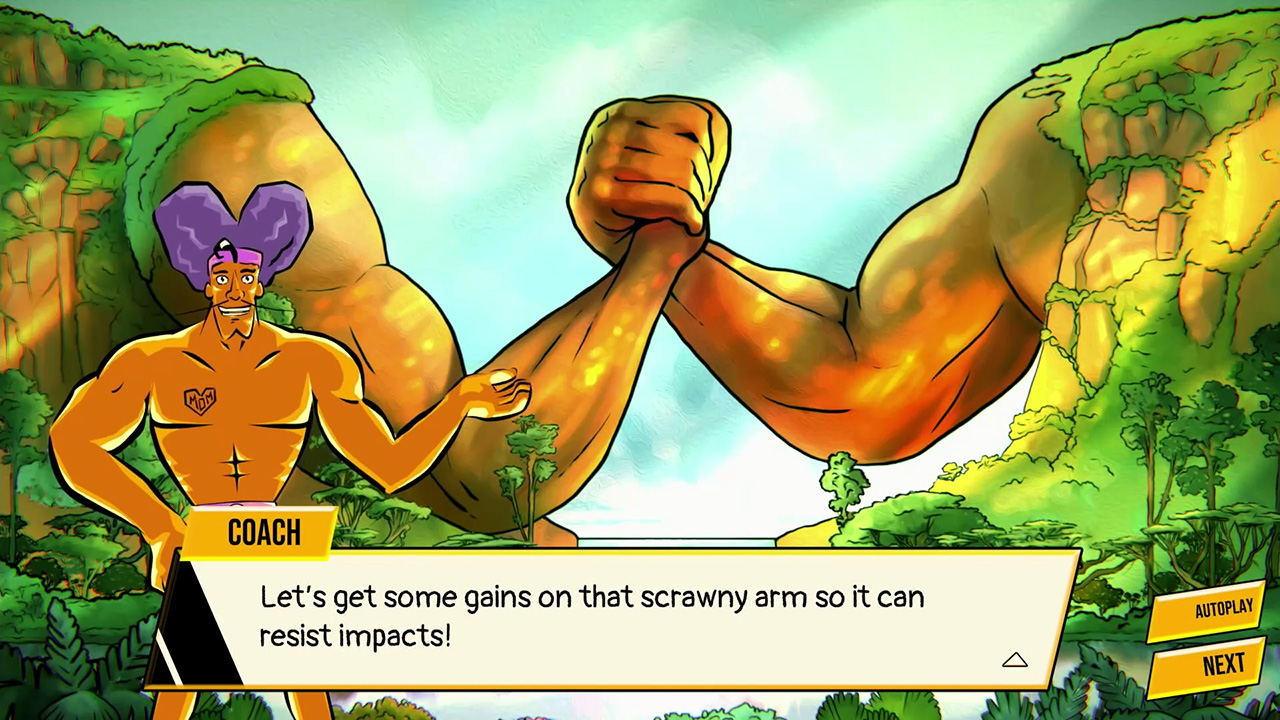 MOM
COACH
Let's get some gains on that scrawny arm so it can
resist impacts!
AUTOPLAY
NEXT